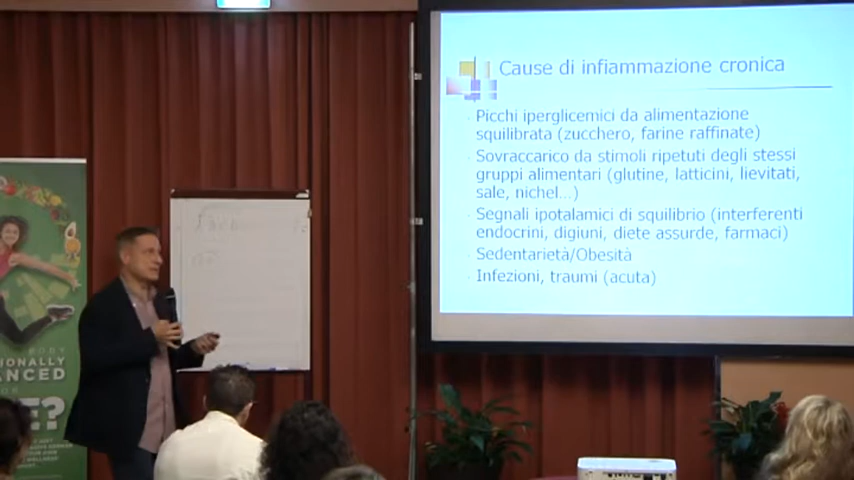 Cause di infiammazione cronica
Picchi iperglicemici da alimentazione
squilibrata (zucchero, farine raffinate)
Sovraccarico da stimoli ripetuti degli stessi
gruppi alimentari (glutine, latticini, lievitati,
sale, nichel...)
Segnali ipotalamici di squilibrio (interferenti
endocrini, digiuni, diete assurde, farmaci)
Sedentarietà/Obesità
Infezioni, traumi (acuta)
BODY
IONALLY
ANCED
E?